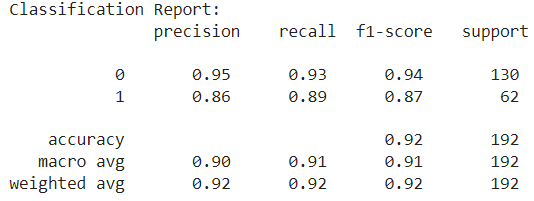 Classification Report:
precision recall f1-score support
0 0.95 0.93 0.94 130
1 0.86 0.89 0.87 62
accuracy 0.92 192
macro avg 0.90 0.91 0.91 192
weighted avg 0.92 0.92 0.92 192